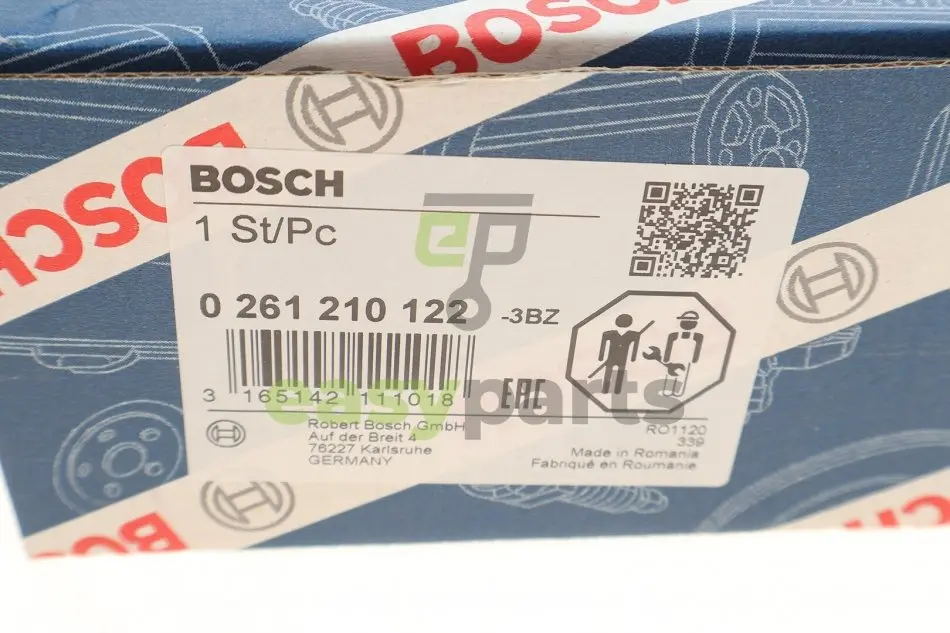 BOSCH
BOSCH
BOSCH
1 St/Pc
ep
0 261 210 122 -3BZ
3 165142 111018
EAC
easyparts
Robert Bosch GmbH
Auf der Breit 4
76227 Karlsruhe
GERMANY
RO1120
339
Made in Romania
Fabriqué en Roumanie